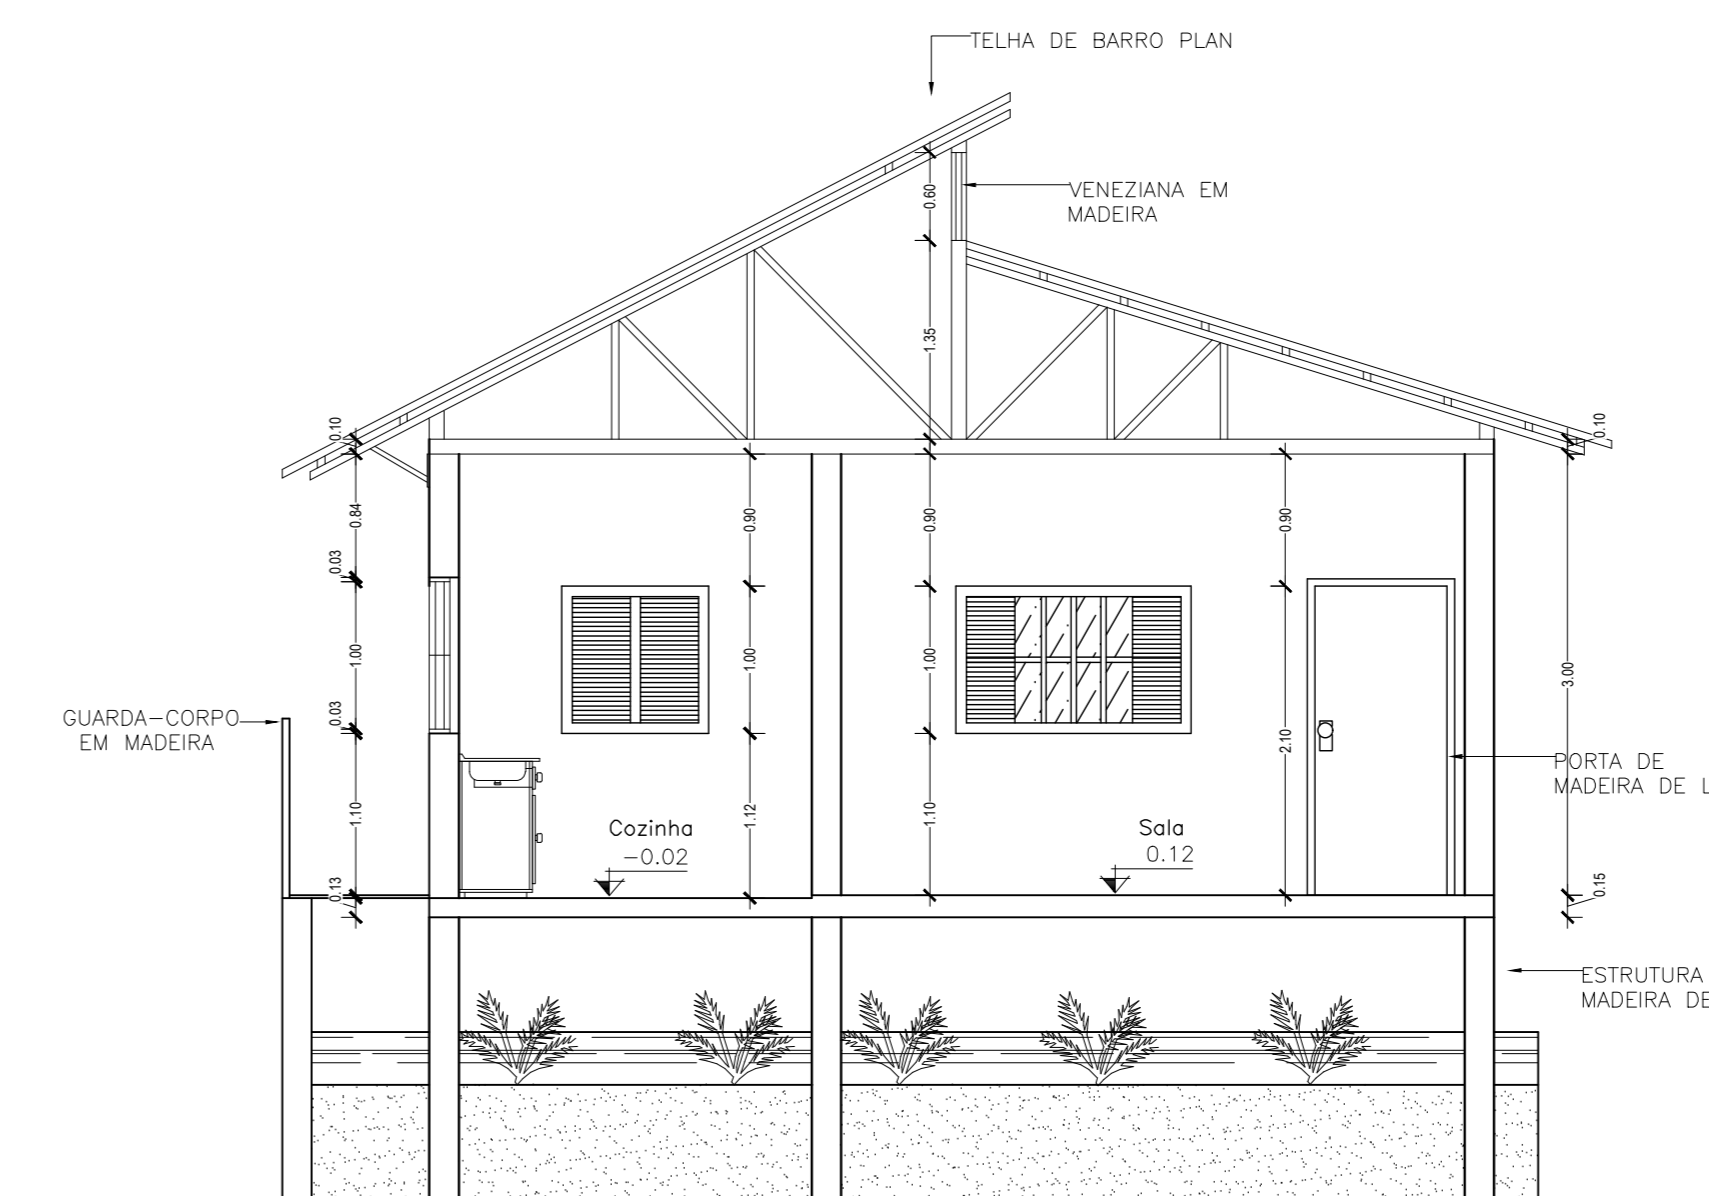 TELHA DE BARRO PLAN
VENEZIANA EM
MADEIRA
0.60
1.35
0.10
0.10
0.84
0.90
0.90
0.90
0.03
1.00
1.00
3.00
0.03
GUARDA-CORPO
EM MADEIRA
2.10
PORTA DE
MADEIRA DE L
1.10
1.12
1.10
Cozinha
-0.02
Sala
0.12
0.13
0.15
ESTRUTURA
MADEIRA DE